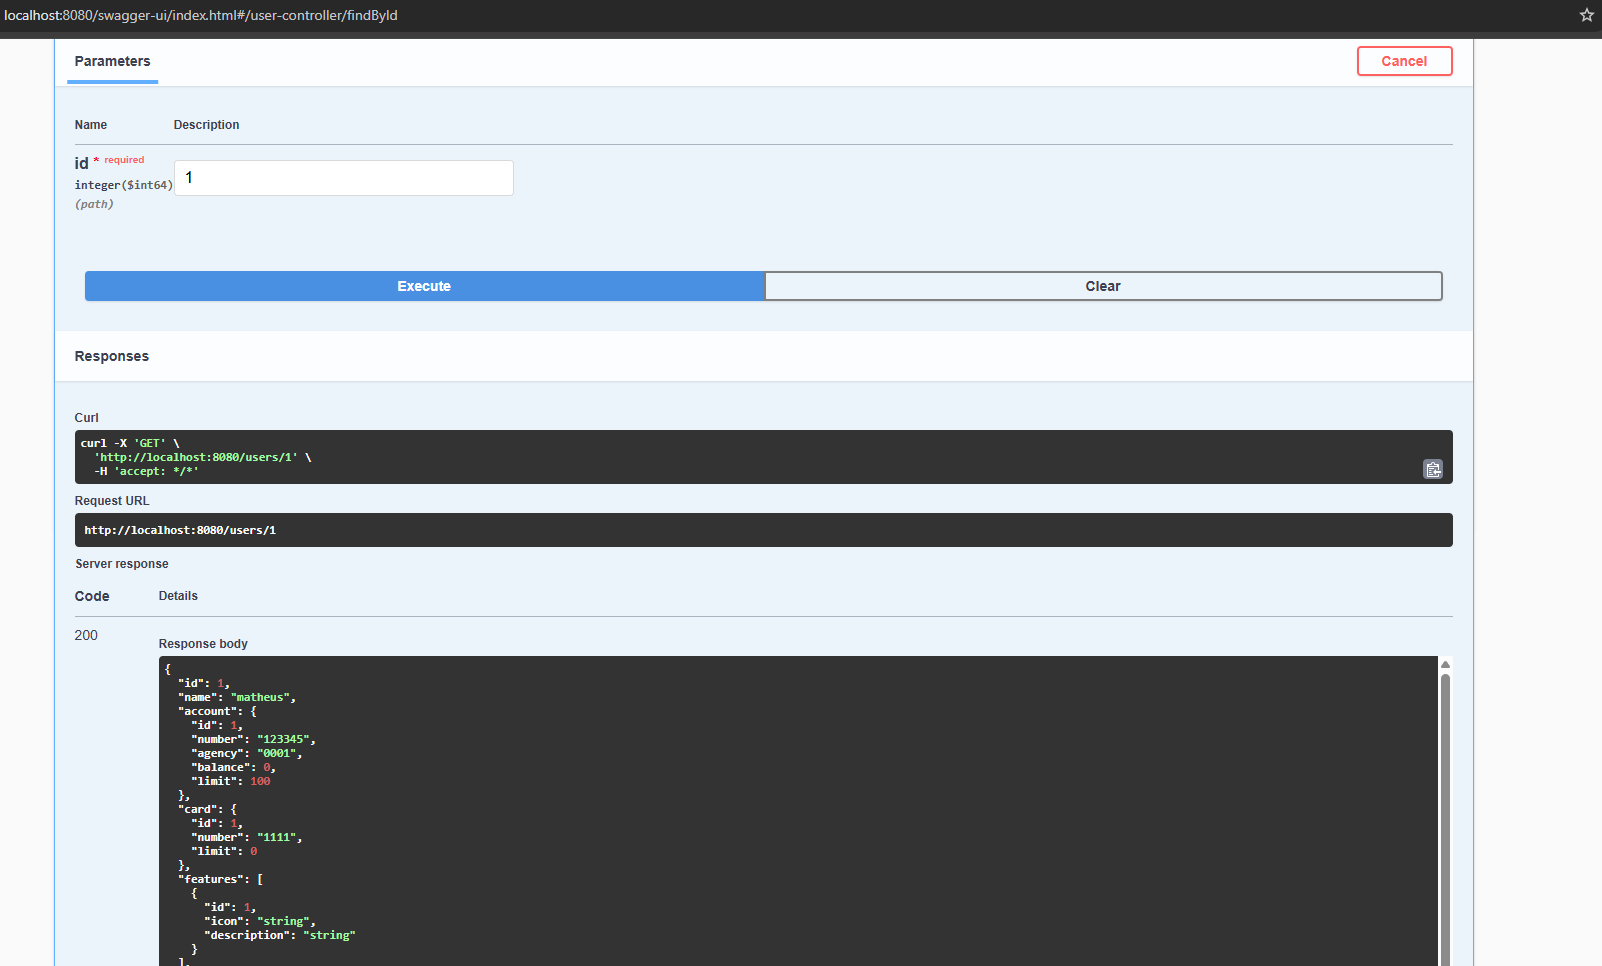 localhost:8080/swagger-ui/index.html#/user-controller/findById
Parameters
Cancel
Name Description
id * required
integer($int64)
(path)
1
Execute
Clear
Responses
Curl
curl -X 'GET' \
'http://localhost:8080/users/1' \
-H 'accept: */*'
Request URL
http://localhost:8080/users/1
Server response
Code Details
200
Response body
{
"id": 1,
"name": "matheus",
"account": {
"id": 1,
"number": "123345",
"agency": "0001",
"balance": 0,
"limit": 100
},
"card": {
"id": 1,
"number": "1111",
"limit": 0
},
"features": [
{
"id": 1,
"icon": "string",
"description": "string"
}
],